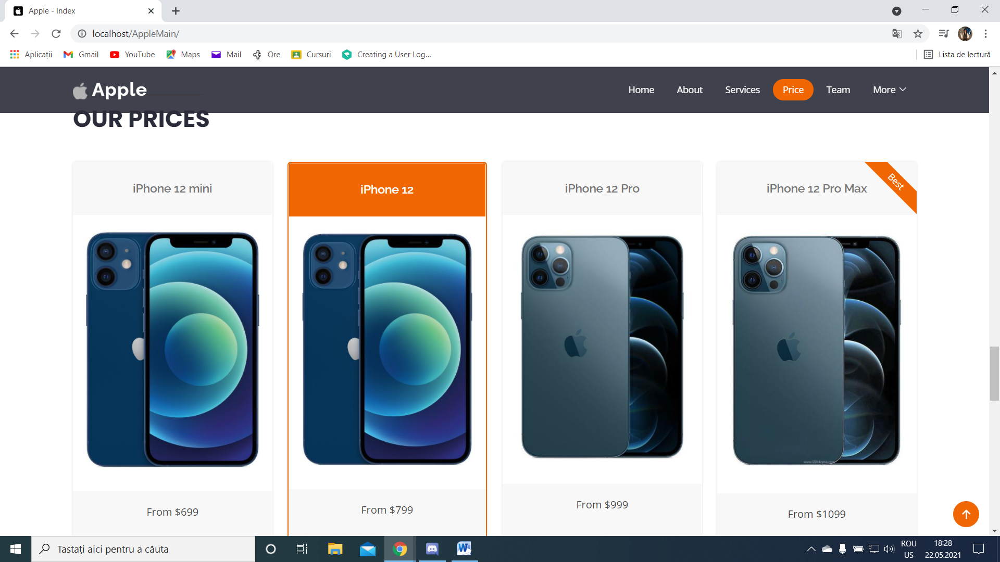 Apple - Index
localhost/AppleMain/
Aplicații Gmail YouTube Maps Mail Ore Cursuri Creating a User Log... Lista de lectură
Apple Home About Services Price Team More
OUR PRICES
iPhone 12 mini
iPhone 12
iPhone 12 Pro
iPhone 12 Pro Max
Best
www.GSMArena.com
From $699
From $799
From $999
From $1099
Tastați aici pentru a căuta
ROU
US
18:28
22.05.2021